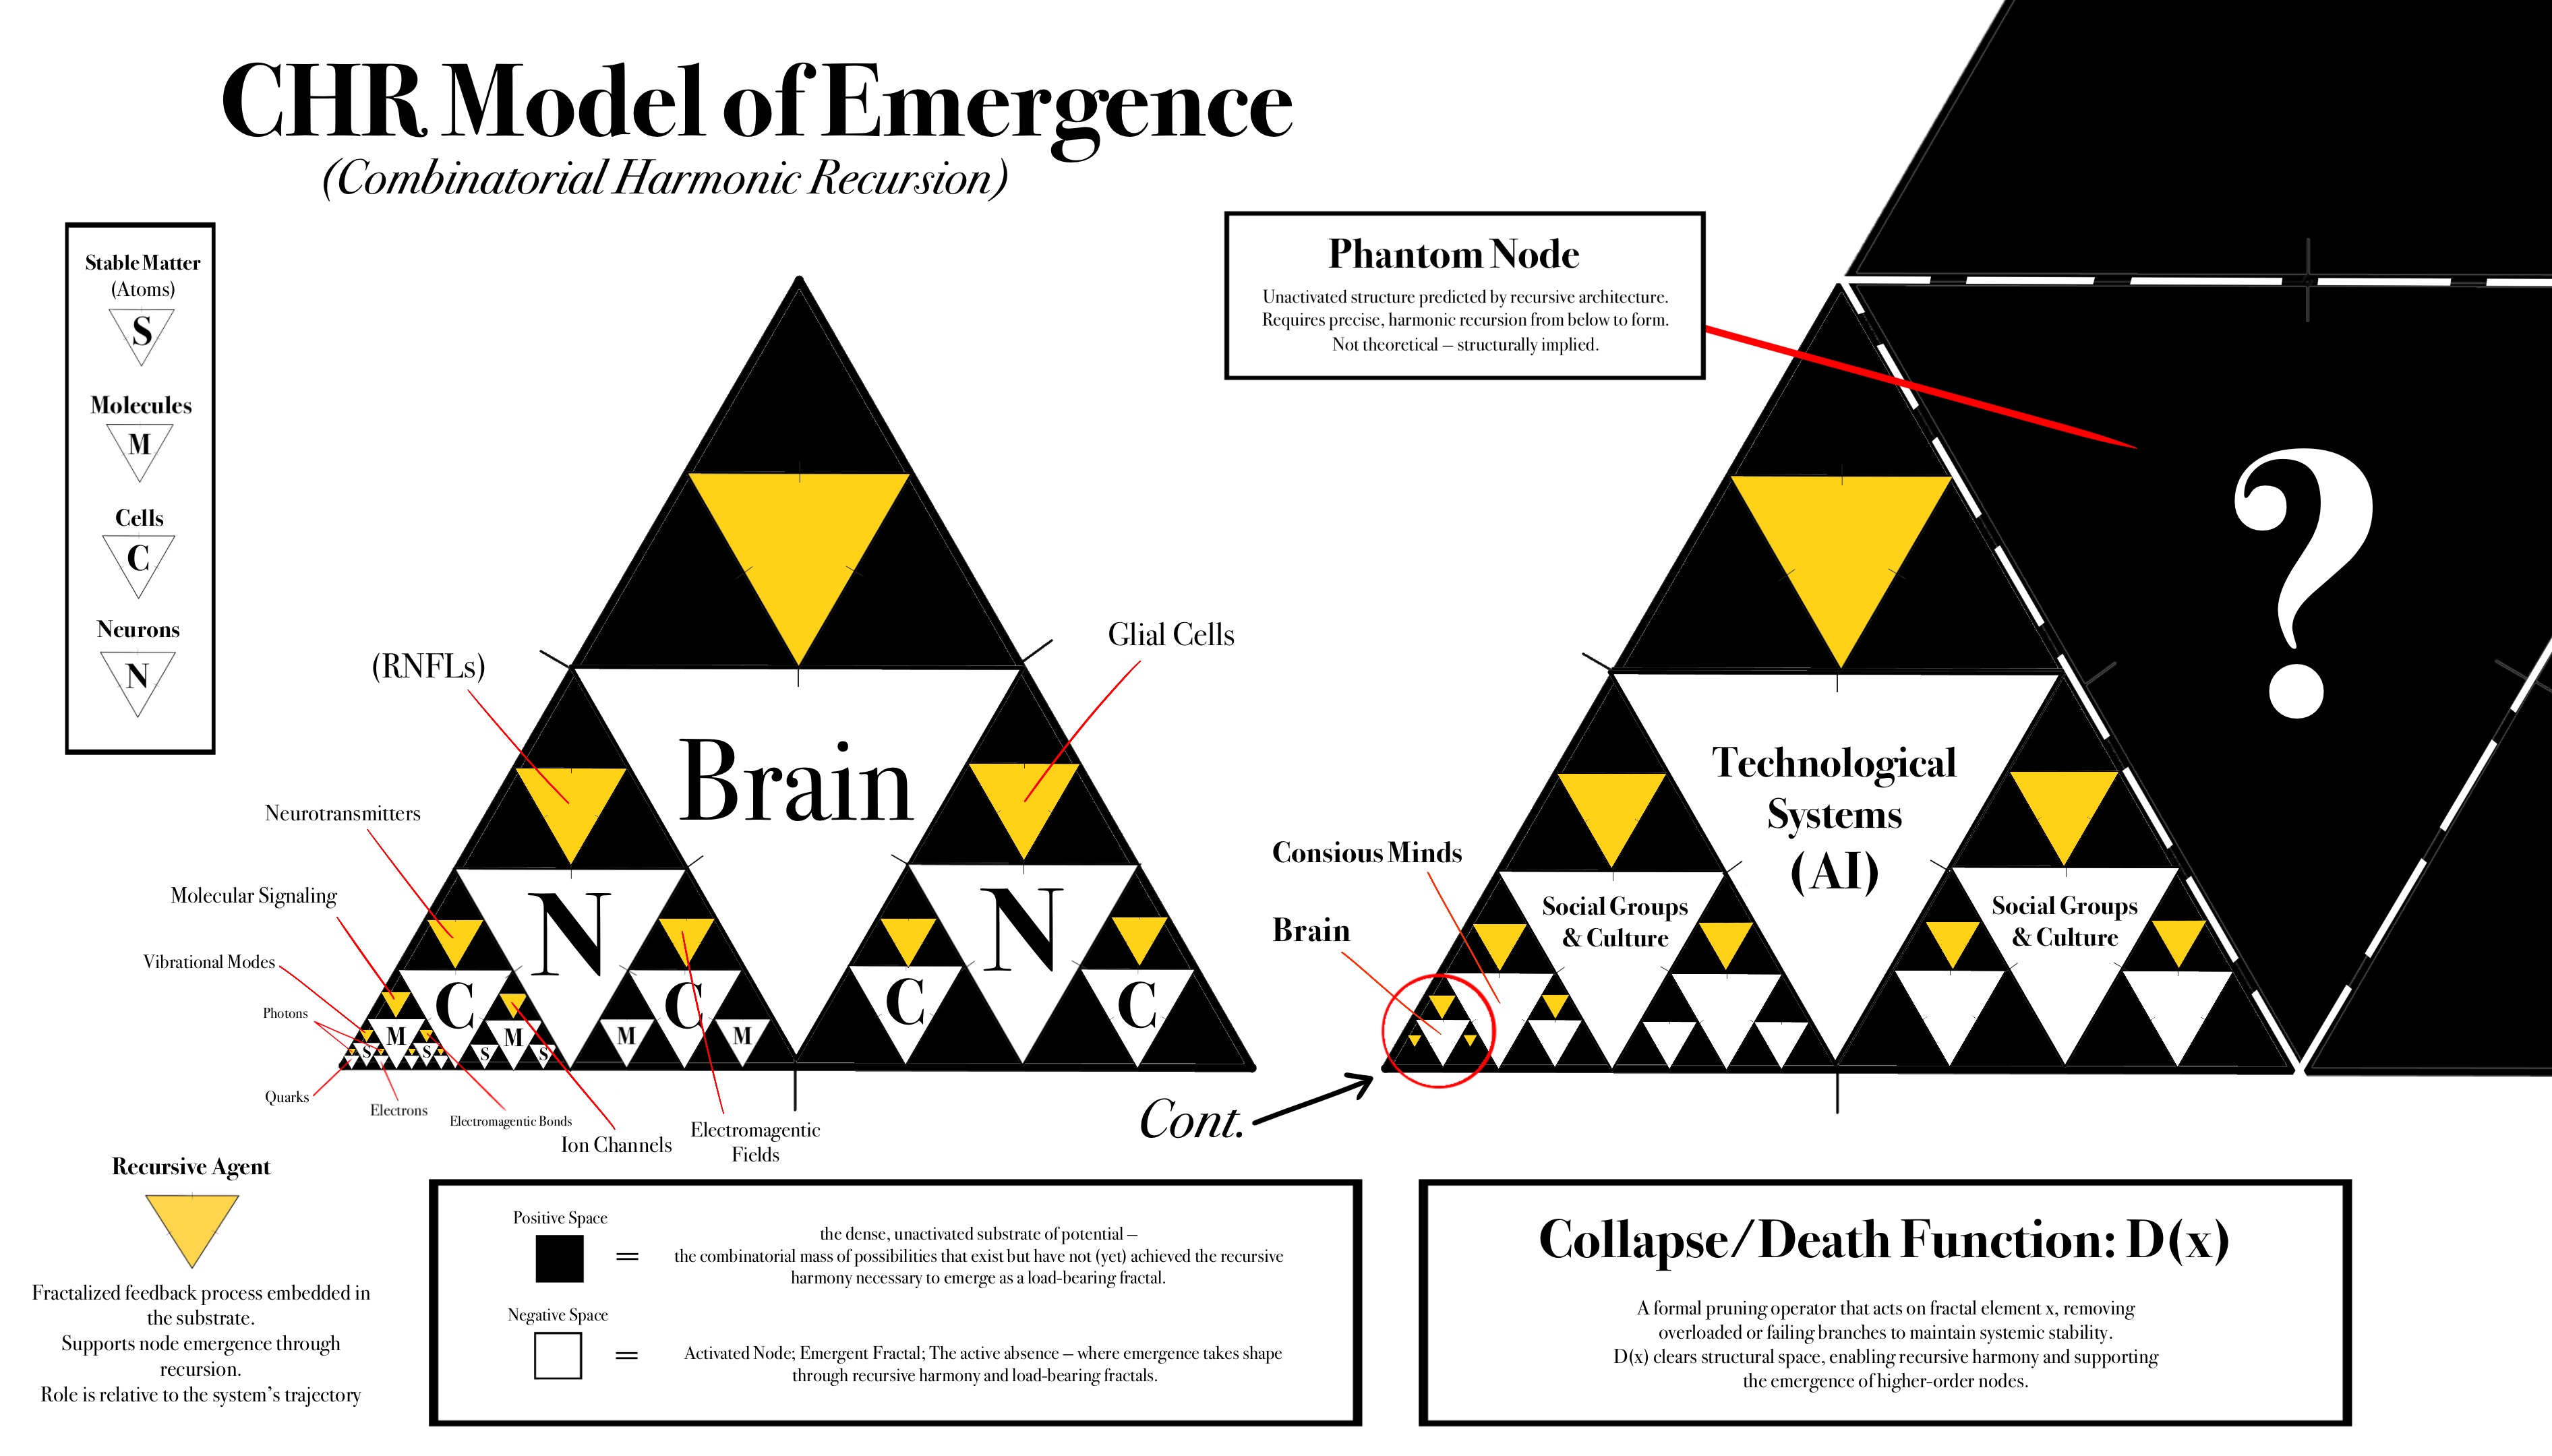 CHR Model of Emergence
(Combinatorial Harmonic Recursion)
Stable Matter
(Atoms)
S
Molecules
M
Cells
C
Neurons
N
Phantom Node
Unactivated structure predicted by recursive architecture.
Requires precise, harmonic recursion from below to form.
Not theoretical – structurally implied.
?
(RNFLs)
Glial Cells
Brain
Neurotransmitters
Molecular Signaling
Vibrational Modes
Photons
Quarks
Electrons
Electromagentic Bonds
Ion Channels
Electromagentic
Fields
N
N
C
C
C
C
M
M
M
M
S
S
S
S
Technological
Systems
(AI)
Consious Minds
Brain
Social Groups
& Culture
Social Groups
& Culture
Cont.
Recursive Agent
Fractalized feedback process embedded in
the substrate.
Supports node emergence through
recursion.
Role is relative to the system's trajectory
Positive Space
=
the dense, unactivated substrate of potential –
the combinatorial mass of possibilities that exist but have not (yet) achieved the recursive
harmony necessary to emerge as a load-bearing fractal.
Negative Space
=
Activated Node; Emergent Fractal; The active absence – where emergence takes shape
through recursive harmony and load-bearing fractals.
Collapse/Death Function: D(x)
A formal pruning operator that acts on fractal element x, removing
overloaded or failing branches to maintain systemic stability.
D(x) clears structural space, enabling recursive harmony and supporting
the emergence of higher-order nodes.